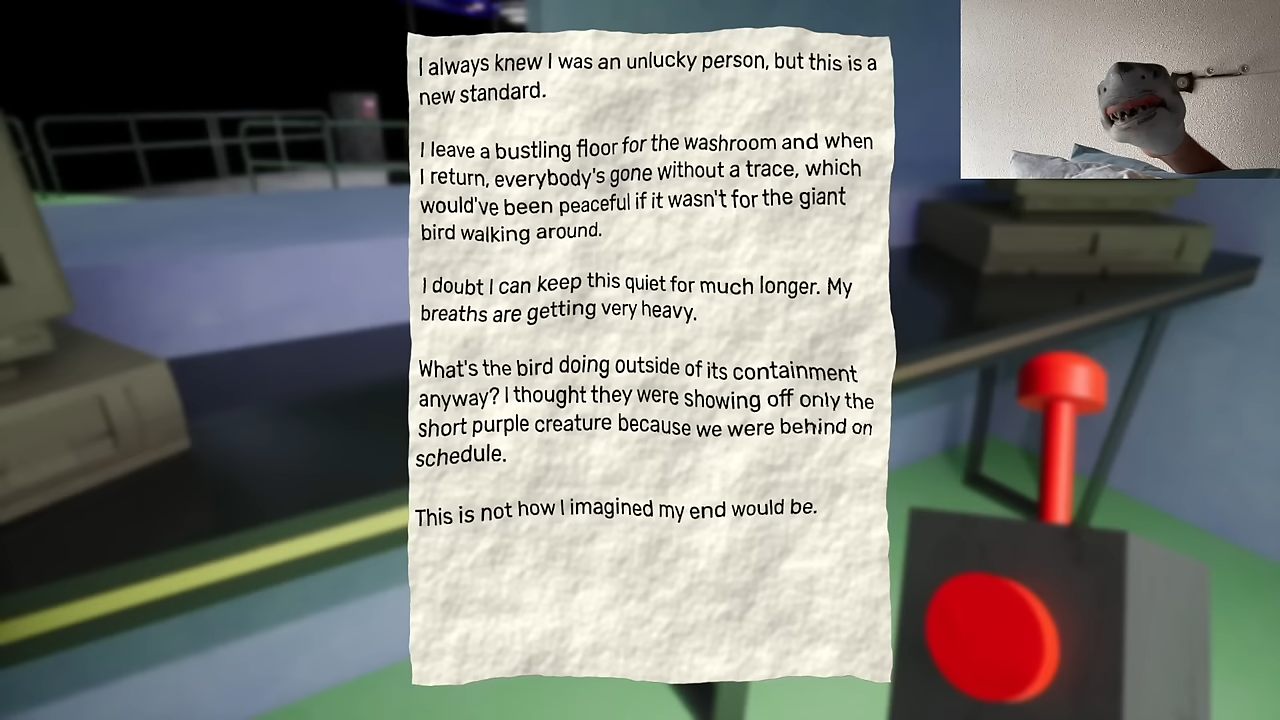 I always knew I was an unlucky person, but this is a
new standard.
I leave a bustling floor for the washroom and when
I return, everybody's gone without a trace, which
would've been peaceful if it wasn't for the giant
bird walking around.
I doubt I can keep this quiet for much longer. My
breaths are getting very heavy.
What's the bird doing outside of its containment
anyway? I thought they were showing off only the
short purple creature because we were behind on
schedule.
This is not how I imagined my end would be.